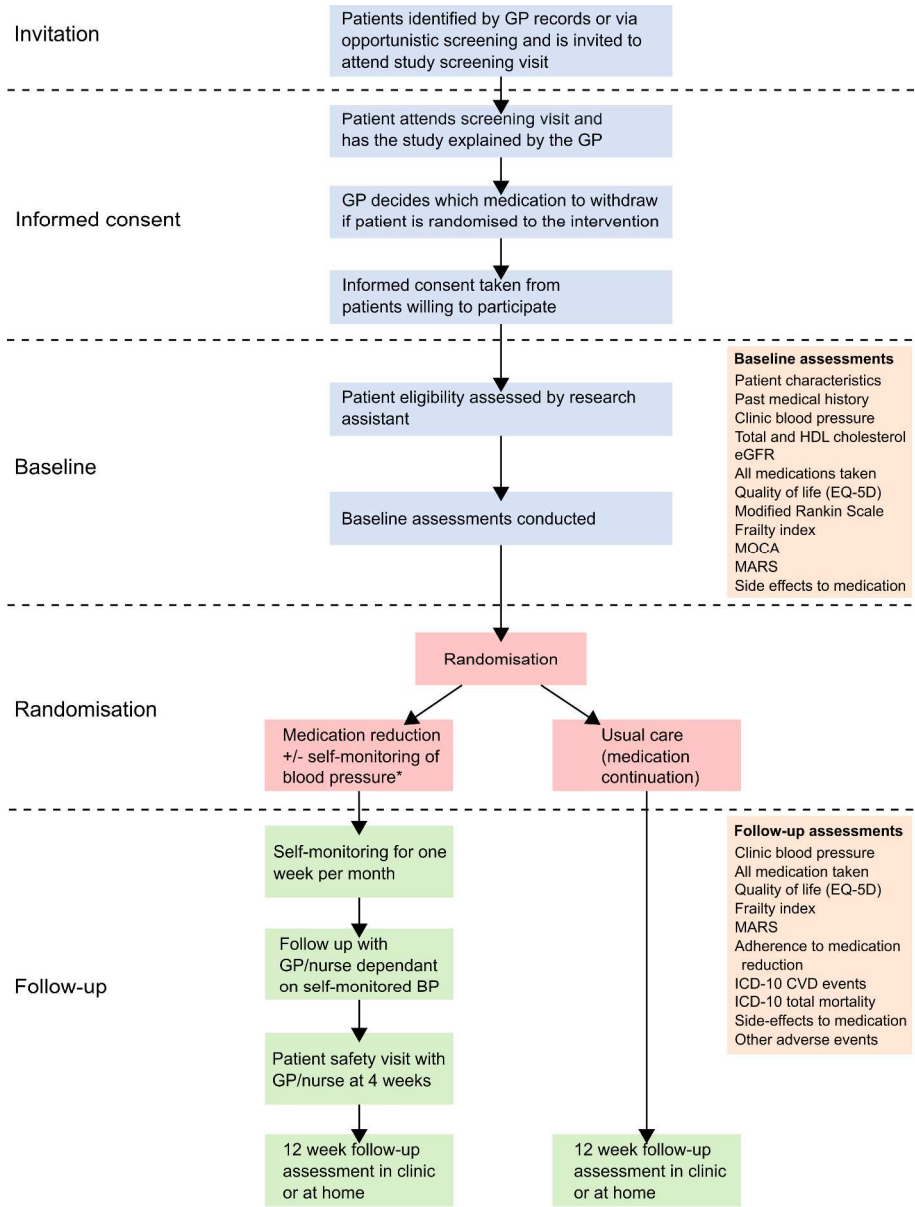 Invitation
Patients identified by GP records or via
opportunistic screening and is invited to
attend study screening visit
Informed consent
Patient attends screening visit and
has the study explained by the GP
GP decides which medication to withdraw
if patient is randomised to the intervention
Informed consent taken from
patients willing to participate
Baseline
Patient eligibility assessed by research
assistant
Baseline assessments conducted
Baseline assessments
Patient characteristics
Past medical history
Clinic blood pressure
Total and HDL cholesterol
eGFR
All medications taken
Quality of life (EQ-5D)
Modified Rankin Scale
Frailty index
MOCA
MARS
Side effects to medication
Randomisation
Randomisation
Medication reduction
+/- self-monitoring of
blood pressure*
Usual care
(medication
continuation)
Follow-up
Self-monitoring for one
week per month
Follow up with
GP/nurse dependant
on self-monitored BP
Patient safety visit with
GP/nurse at 4 weeks
12 week follow-up
assessment in clinic
or at home
12 week follow-up
assessment in clinic
or at home
Follow-up assessments
Clinic blood pressure
All medication taken
Quality of life (EQ-5D)
Frailty index
MARS
Adherence to medication
reduction
ICD-10 CVD events
ICD-10 total mortality
Side-effects to medication
Other adverse events